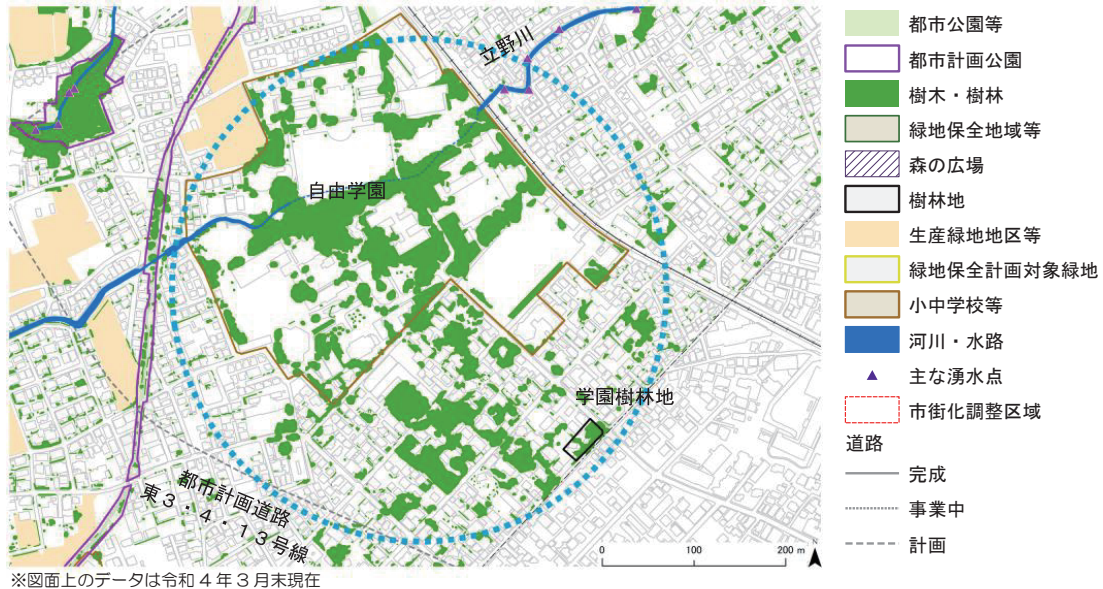 立野川
自由学園
学園樹林地
都市計画道路
東3・4・13号線
0 100 200 m
N
※図面上のデータは令和4年3月末現在
都市公園等
都市計画公園
樹木・樹林
緑地保全地域等
森の広場
樹林地
生産緑地地区等
緑地保全計画対象緑地
小中学校等
河川・水路
主な湧水点
市街化調整区域
道路
完成
事業中
計画